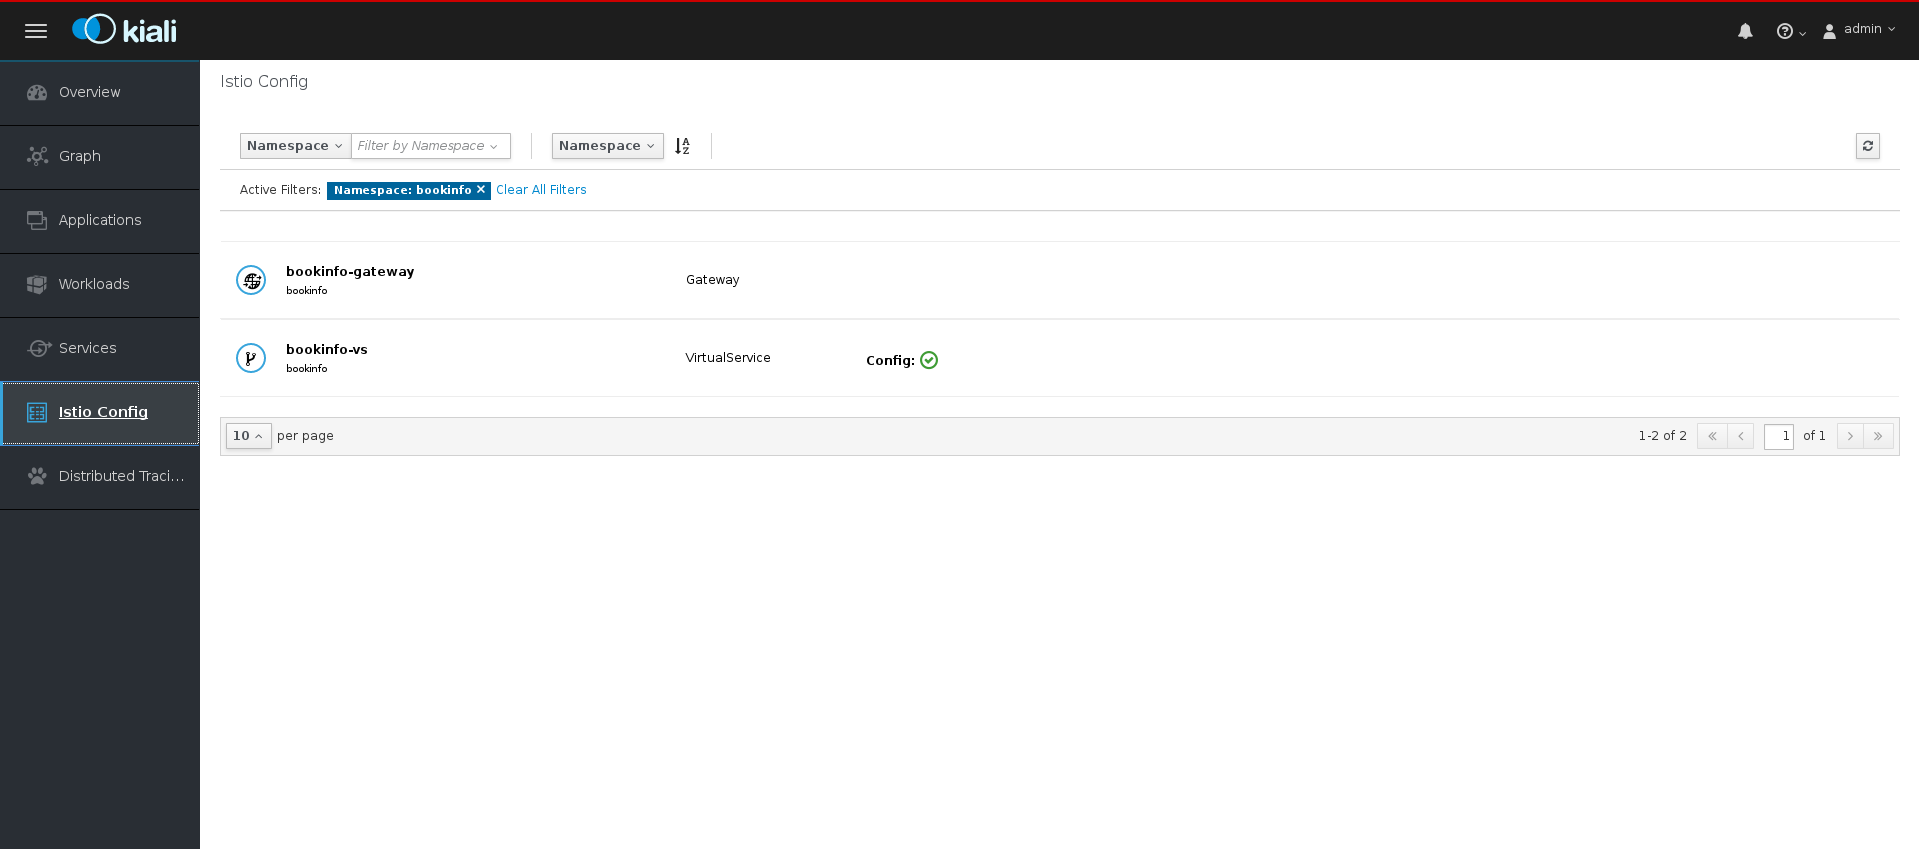 kiali
admin
Overview
Graph
Applications
Workloads
Services
Istio Config
Distributed Traci...
Istio Config
Namespace Filter by Namespace Namespace
Active Filters: Namespace: bookinfo × Clear All Filters
bookinfo-gateway
bookinfo
Gateway
bookinfo-vs
bookinfo
VirtualService
Config:
10 per page
1-2 of 2 « ‹ 1 of 1 › »